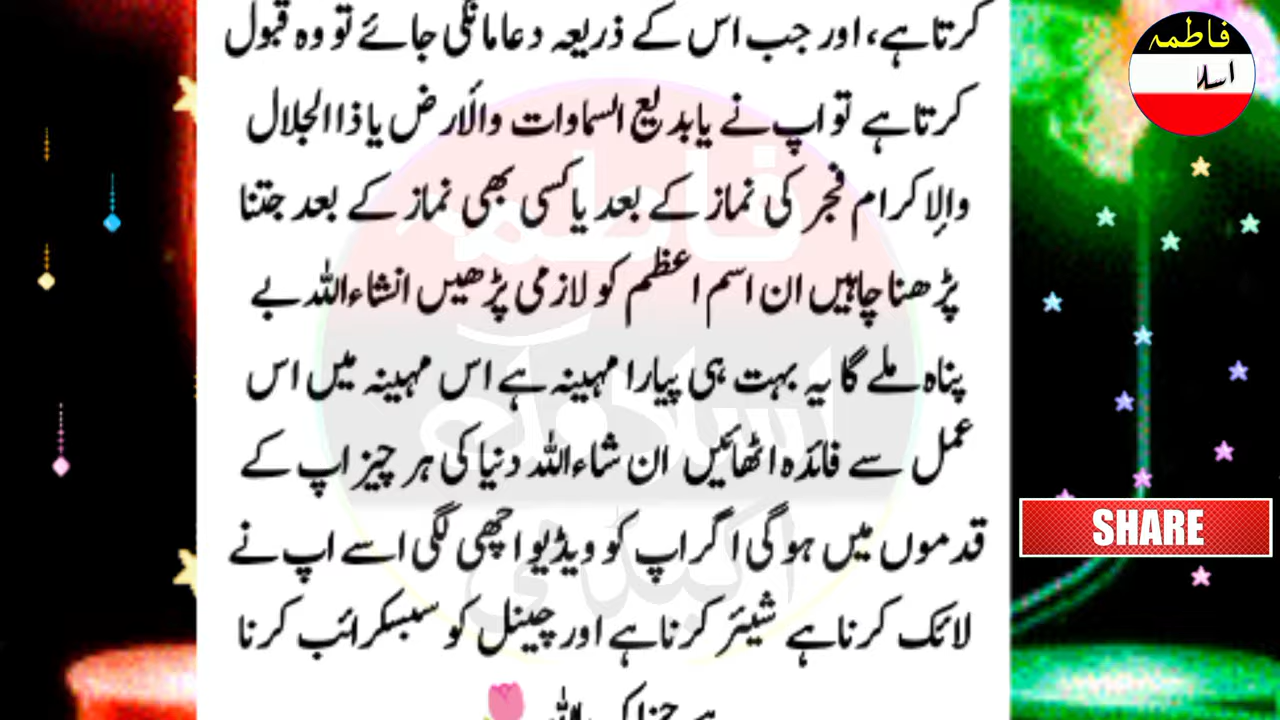 کرتا ہے، اور جب اس کے ذریعہ دعا مانگی جائے تو وہ قبول
کرتا ہے تو اپ نے یا بدیع السماوات والأرض یا ذا الجلال
والإکرام فجر کی نماز کے بعد یا کسی بھی نماز کے بعد جتنا
پڑھنا چاہیں ان اسم اعظم کو لازمی پڑھیں انشاءاللہ بے
پناہ ملے گا یہ بہت ہی پیارا مہینہ ہے اس مہینہ میں اس
عمل سے فائدہ اٹھائیں ان شاءاللہ دنیا کی ہر چیز اپ کے
قدموں میں ہوگی اگر اپ کو ویڈیو اچھی لگی اسے اپ نے
لائک کرنا ہے شیئر کرنا ہے اور چینل کو سبسکرائب کرنا
فاطمہ
اسلا
SHARE